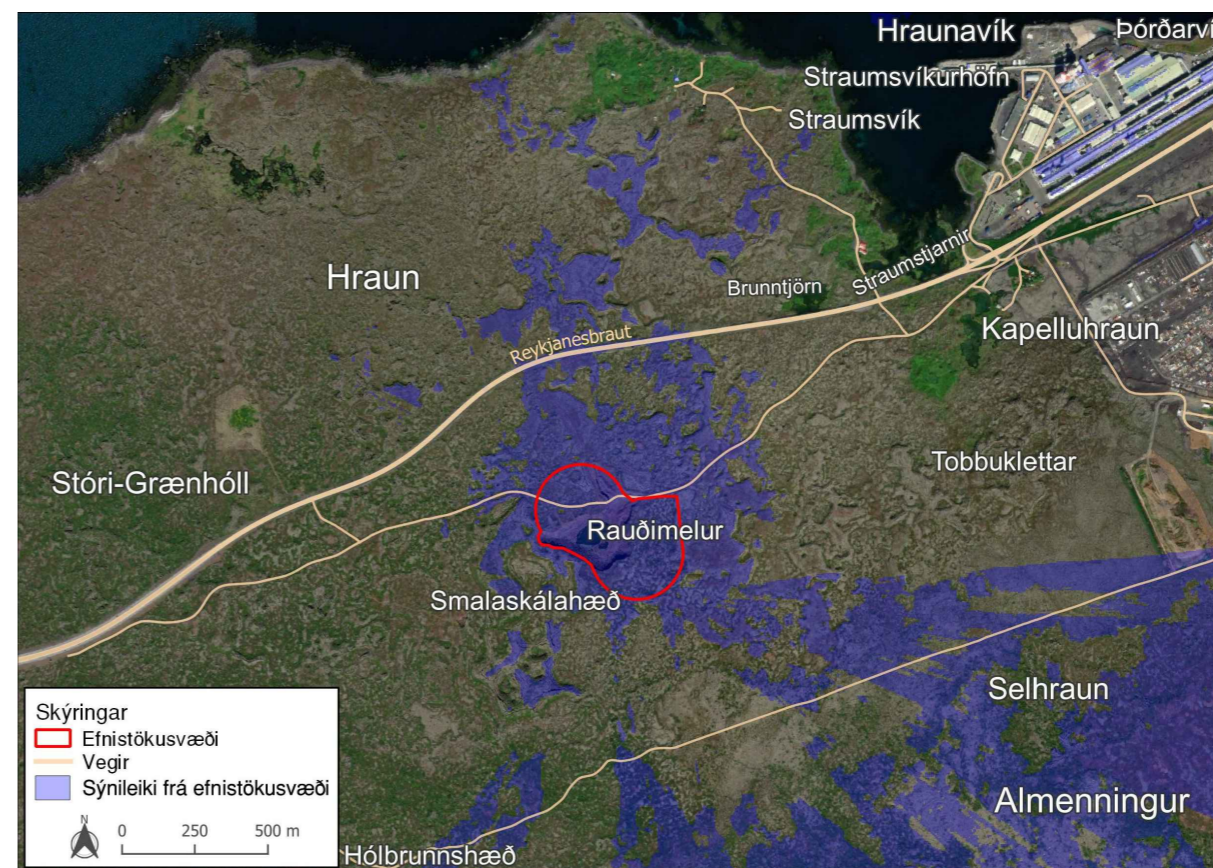 Hraunavík
Þórðarví
Straumsvíkurhöfn
Straumsvík
Straumstjarnir
Brunntjörn
Hraun
Kapelluhraun
Reykjanesbraut
Tobbuklettar
Stóri-Grænhóll
Rauðimelur
Smalaskálahæð
Selhraun
Almenningur
Hólbrunnshæð
Skýringar
Efnistökusvæði
Vegir
Sýnileiki frá efnistökusvæði
N
0 250 500 m